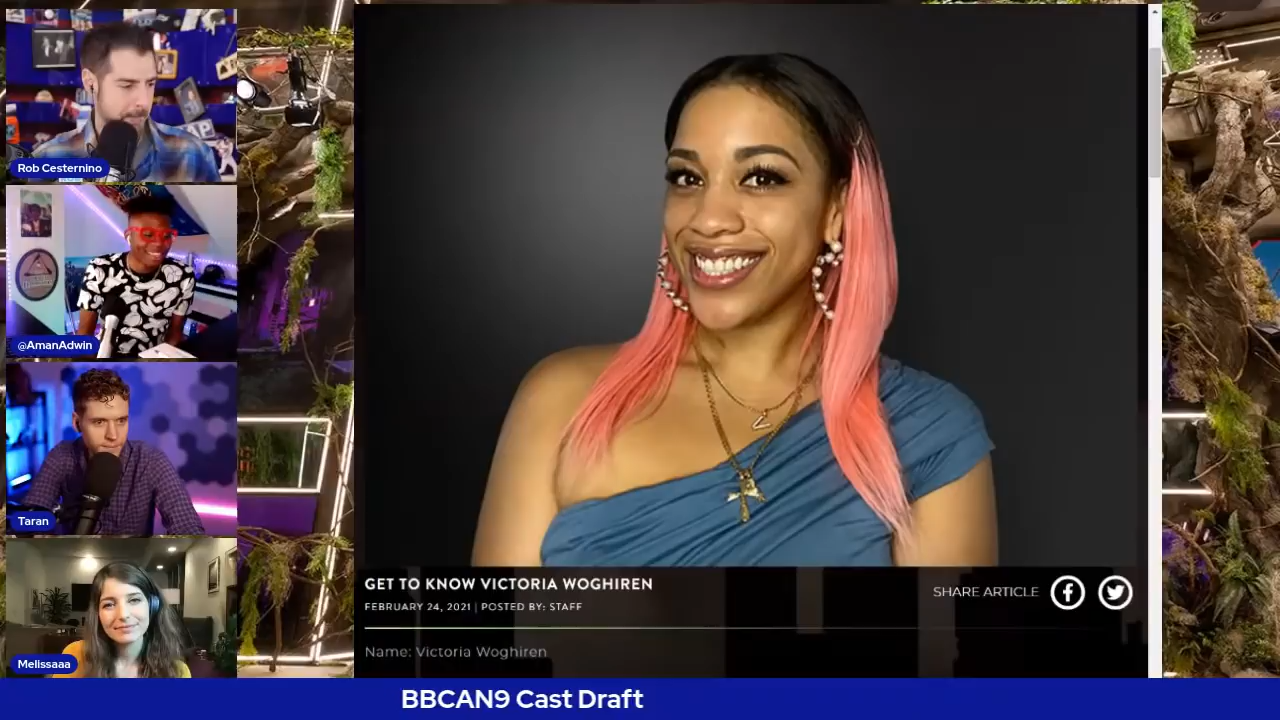 Rob Cesternino
@AmanAdwin
Taran
Melissaaa
GET TO KNOW VICTORIA WOGHIREN
FEBRUARY 24, 2021 | POSTED BY: STAFF
SHARE ARTICLE
Name: Victoria Woghiren
BBCAN9 Cast Draft